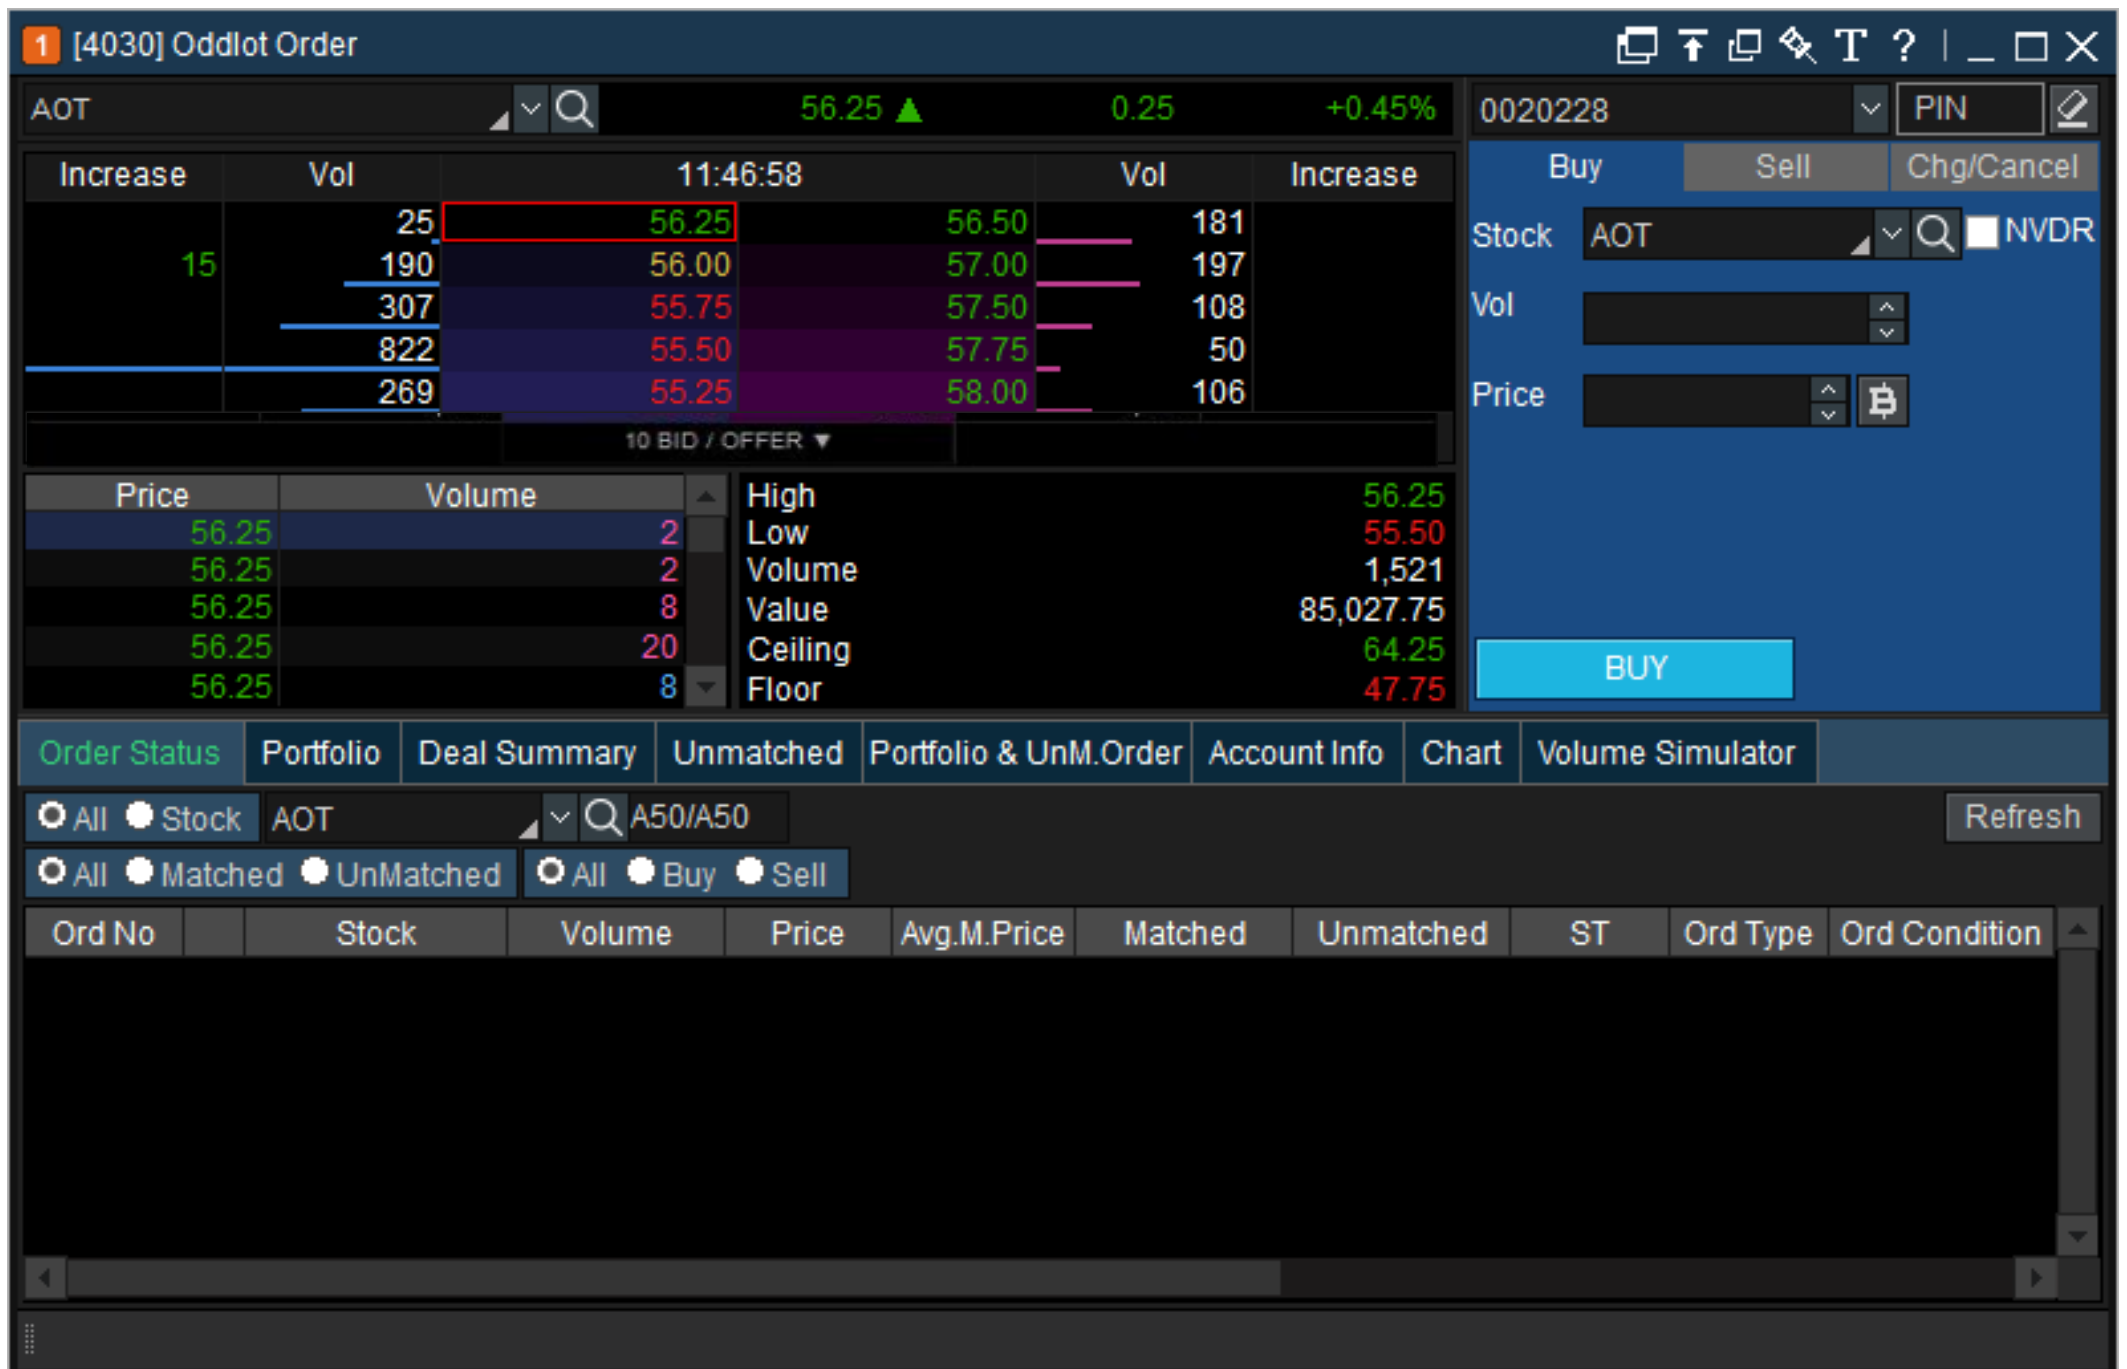 1 [4030] Oddlot Order T ?
AOT 56.25 ▲ 0.25 +0.45% 0020228 PIN
Increase Vol 11:46:58 Vol Increase
25 56.25 56.50 181
15 190 56.00 57.00 197
307 55.75 57.50 108
822 55.50 57.75 50
269 55.25 58.00 106
10 BID / OFFER ▼
Buy Sell Chg/Cancel
Stock AOT NVDR
Vol
Price
BUY
Price Volume
56.25 2
56.25 2
56.25 8
56.25 20
56.25 8
High 56.25
Low 55.50
Volume 1,521
Value 85,027.75
Ceiling 64.25
Floor 47.75
Order Status Portfolio Deal Summary Unmatched Portfolio & UnM.Order Account Info Chart Volume Simulator
All Stock AOT A50/A50 Refresh
All Matched UnMatched All Buy Sell
Ord No Stock Volume Price Avg.M.Price Matched Unmatched ST Ord Type Ord Condition